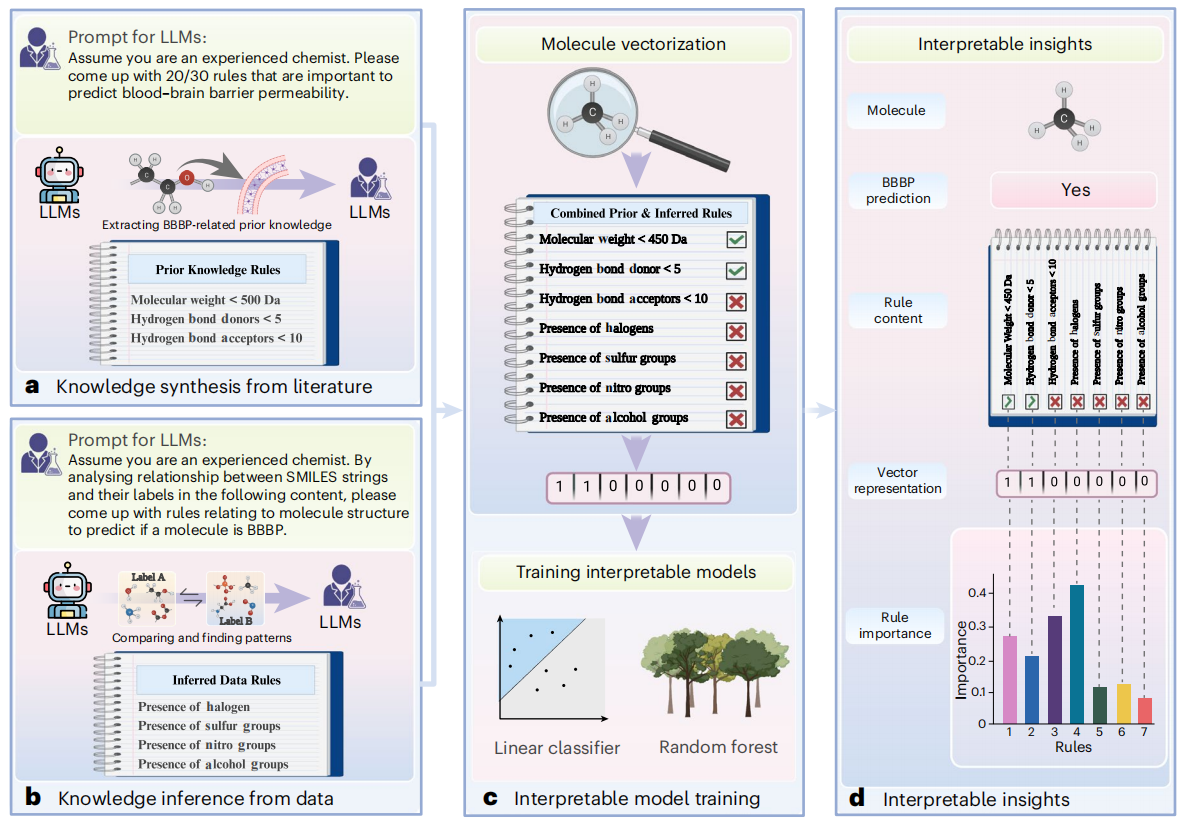 Prompt for LLMs:
Assume you are an experienced chemist. Please
come up with 20/30 rules that are important to
predict blood–brain barrier permeability.
H
H
H
C
C
O
H
H
H
LLMs
LLMs
Extracting BBBP-related prior knowledge
Prior Knowledge Rules
Molecular weight < 500 Da
Hydrogen bond donors < 5
Hydrogen bond acceptors < 10
a Knowledge synthesis from literature
Prompt for LLMs:
Assume you are an experienced chemist. By
analysing relationship between SMILES strings
and their labels in the following content, please
come up with rules relating to molecule structure
to predict if a molecule is BBBP.
Label A
Label B
LLMs
LLMs
Comparing and finding patterns
Inferred Data Rules
Presence of halogen
Presence of sulfur groups
Presence of nitro groups
Presence of alcohol groups
b Knowledge inference from data
Molecule vectorization
H
C
H
H
H
Combined Prior & Inferred Rules
Molecular weight < 450 Da
Hydrogen bond donor < 5
Hydrogen bond acceptors < 10
Presence of halogens
Presence of sulfur groups
Presence of nitro groups
Presence of alcohol groups
1 1 0 0 0 0 0
Training interpretable models
Linear classifier
Random forest
c Interpretable model training
Interpretable insights
Molecule
H
C
H
H
H
BBBP
prediction
Yes
Rule
content
Molecular Weight < 450 Da
Hydrogen bond donor < 5
Hydrogen bond acceptors < 10
Presence of halogens
Presence of sulfur groups
Presence of nitro groups
Presence of alcohol groups
Vector
representation
1 1 0 0 0 0 0
Rule
importance
Importance
0.4
0.3
0.2
0.1
0
1 2 3 4 5 6 7
Rules
d Interpretable insights